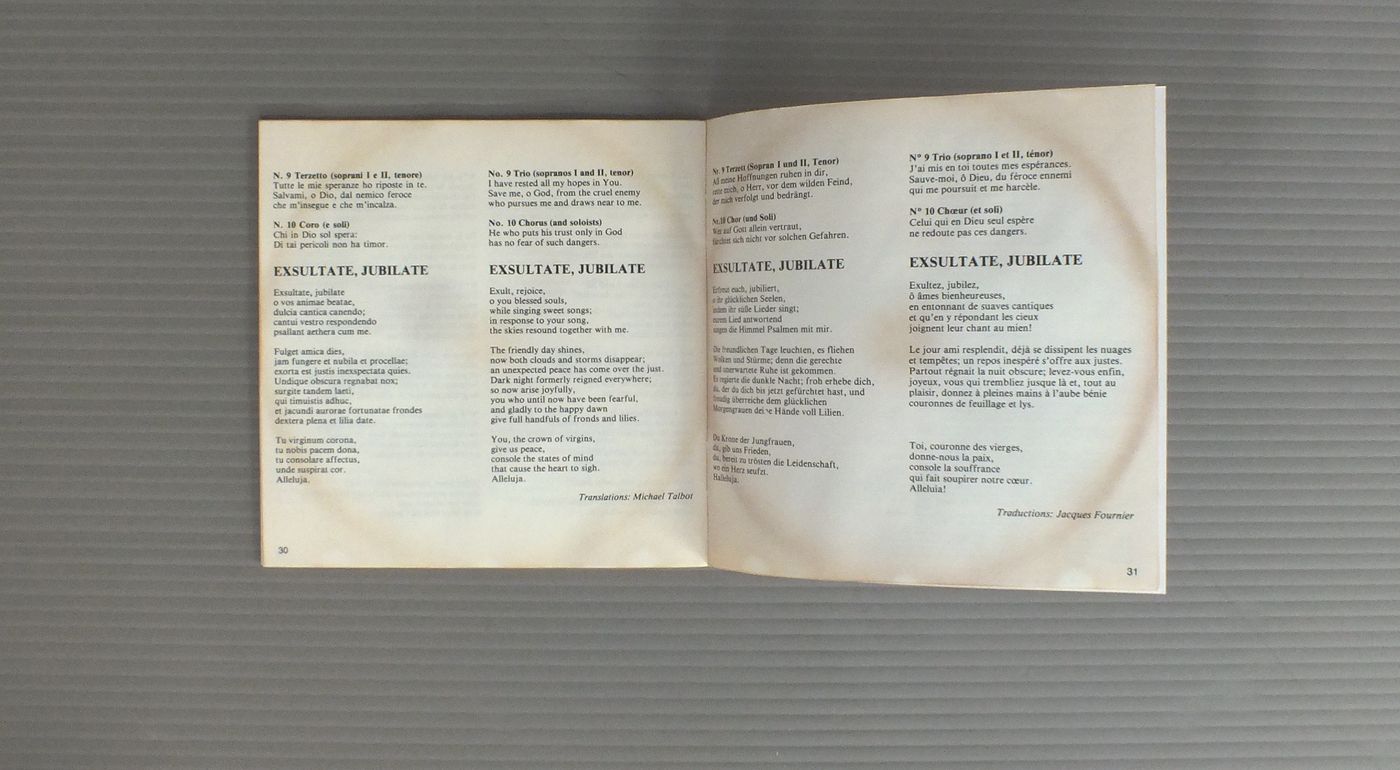 N. 9 Terzetto (soprani I e II, tenore)
Tutte le mie speranze ho riposte in te.
Salvami, o Dio, dal nemico feroce
che m'insegue e che m'incalza.
N. 10 Coro (e soli)
Chi in Dio sol spera:
Di tai pericoli non ha timor.
EXSULTATE, JUBILATE
Exsultate, jubilate
o vos animae beatae,
dulcia cantica canendo;
cantui vestro respondendo
psallant aethera cum me.
Fulget amica dies,
jam fungere et nubila et procellae;
exorta est justis inexspectata quies.
Undique obscura regnabat nox;
surgite tandem laeti,
qui timuistis adhuc,
et jacundi aurorae fortunatae frondes
dextera plena et lilia date.
Tu virginum corona,
tu nobis pacem dona,
tu consolare affectus,
unde suspirat cor.
Alleluja.
30
No. 9 Trio (sopranos I and II, tenor)
I have rested all my hopes in You.
Save me, o God, from the cruel enemy
who pursues me and draws near to me.
No. 10 Chorus (and soloists)
He who puts his trust only in God
has no fear of such dangers.
EXSULTATE, JUBILATE
Exult, rejoice,
o you blessed souls,
while singing sweet songs;
in response to your song,
the skies resound together with me.
The friendly day shines,
now both clouds and storms disappear;
an unexpected peace has come over the just.
Dark night formerly reigned everywhere;
so now arise joyfully,
you who until now have been fearful,
and gladly to the happy dawn
give full handfuls of fronds and lilies.
You, the crown of virgins,
give us peace,
console the states of mind
that cause the heart to sigh.
Alleluja.
Translations: Michael Talbot
Nr. 9 Terzett (Sopran I und II, Tenor)
All meine Hoffnungen ruhen in dir,
rette mich, o Herr, vor dem wilden Feind,
der mich verfolgt und bedrängt.
Nr. 10 Chor (und Soli)
Wer auf Gott allein vertraut,
fürchtet sich nicht vor solchen Gefahren.
EXSULTATE, JUBILATE
Erfreut euch, jubiliert,
o ihr glücklichen Seelen,
indem ihr süße Lieder singt;
eurem Lied antwortend
singen die Himmel Psalmen mit mir.
Die freundlichen Tage leuchten, es fliehen
Wolken und Stürme; denn die gerechte
und unerwartete Ruhe ist gekommen.
Es regierte die dunkle Nacht; froh erhebe dich,
du, der du dich bis jetzt gefürchtet hast, und
freudig überreiche dem glücklichen
Morgengrauen deine Hände voll Lilien.
Du Krone der Jungfrauen,
du, gib uns Frieden,
du, bereit zu trösten die Leidenschaft,
wo ein Herz seufzt.
Halleluja.
N° 9 Trio (soprano I et II, ténor)
J'ai mis en toi toutes mes espérances.
Sauve-moi, ô Dieu, du féroce ennemi
qui me poursuit et me harcèle.
N° 10 Chœur (et soli)
Celui qui en Dieu seul espère
ne redoute pas ces dangers.
EXSULTATE, JUBILATE
Exultez, jubilez,
ô âmes bienheureuses,
en entonnant de suaves cantiques
et qu'en y répondant les cieux
joignent leur chant au mien!
Le jour ami resplendit, déjà se dissipent les nuages
et tempêtes; un repos inespéré s'offre aux justes.
Partout régnait la nuit obscure; levez-vous enfin,
joyeux, vous qui trembliez jusque là et, tout au
plaisir, donnez à pleines mains à l'aube bénie
couronnes de feuillage et lys.
Toi, couronne des vierges,
donne-nous la paix,
console la souffrance
qui fait soupirer notre cœur.
Alleluia!
Traductions: Jacques Fournier
31